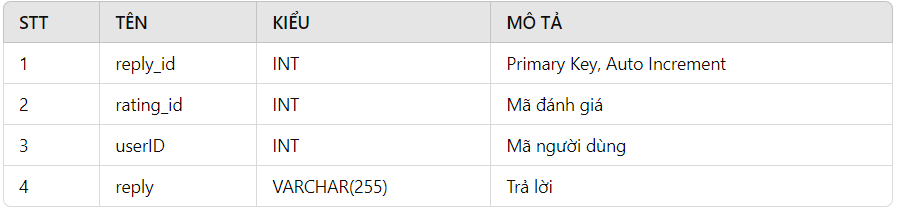 STT TÊN KIỂU MÔ TẢ
1 reply_id INT Primary Key, Auto Increment
2 rating_id INT Mã đánh giá
3 userID INT Mã người dùng
4 reply VARCHAR(255) Trả lời